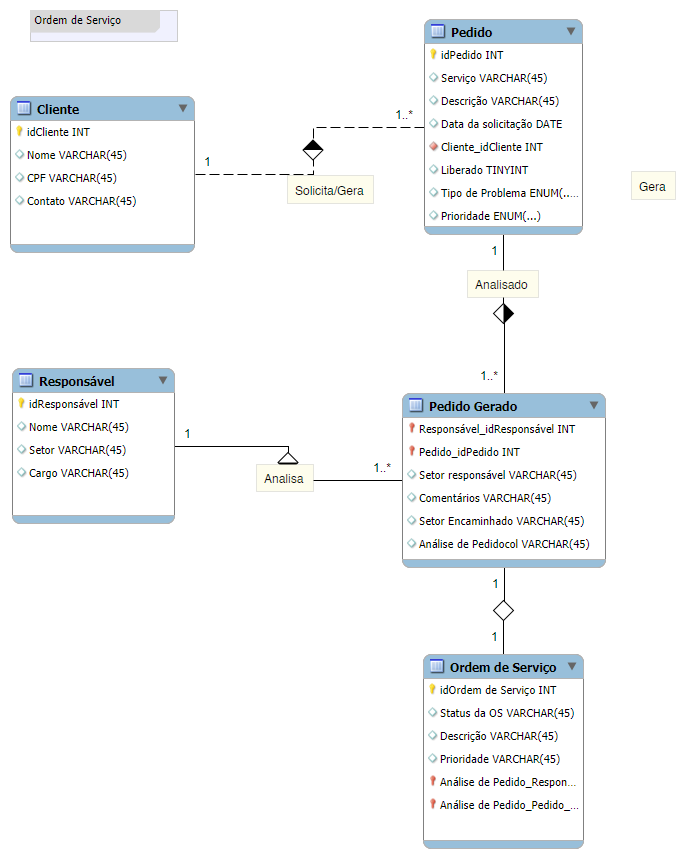 Ordem de Serviço
Pedido
idPedido INT
Serviço VARCHAR(45)
Descrição VARCHAR(45)
Data da solicitação DATE
Cliente_idCliente INT
Liberado TINYINT
Tipo de Problema ENUM(...
Prioridade ENUM(...)
Cliente
idCliente INT
Nome VARCHAR(45)
CPF VARCHAR(45)
Contato VARCHAR(45)
1
1..*
Solicita/Gera
Gera
1
Analisado
1..*
Responsável
idResponsável INT
Nome VARCHAR(45)
Setor VARCHAR(45)
Cargo VARCHAR(45)
1
Analisa
1..*
Pedido Gerado
Responsável_idResponsável INT
Pedido_idPedido INT
Setor responsável VARCHAR(45)
Comentários VARCHAR(45)
Setor Encaminhado VARCHAR(45)
Análise de Pedidocol VARCHAR(45)
1
1
Ordem de Serviço
idOrdem de Serviço INT
Status da OS VARCHAR(45)
Descrição VARCHAR(45)
Prioridade VARCHAR(45)
Análise de Pedido_Respon...
Análise de Pedido_Pedido_...